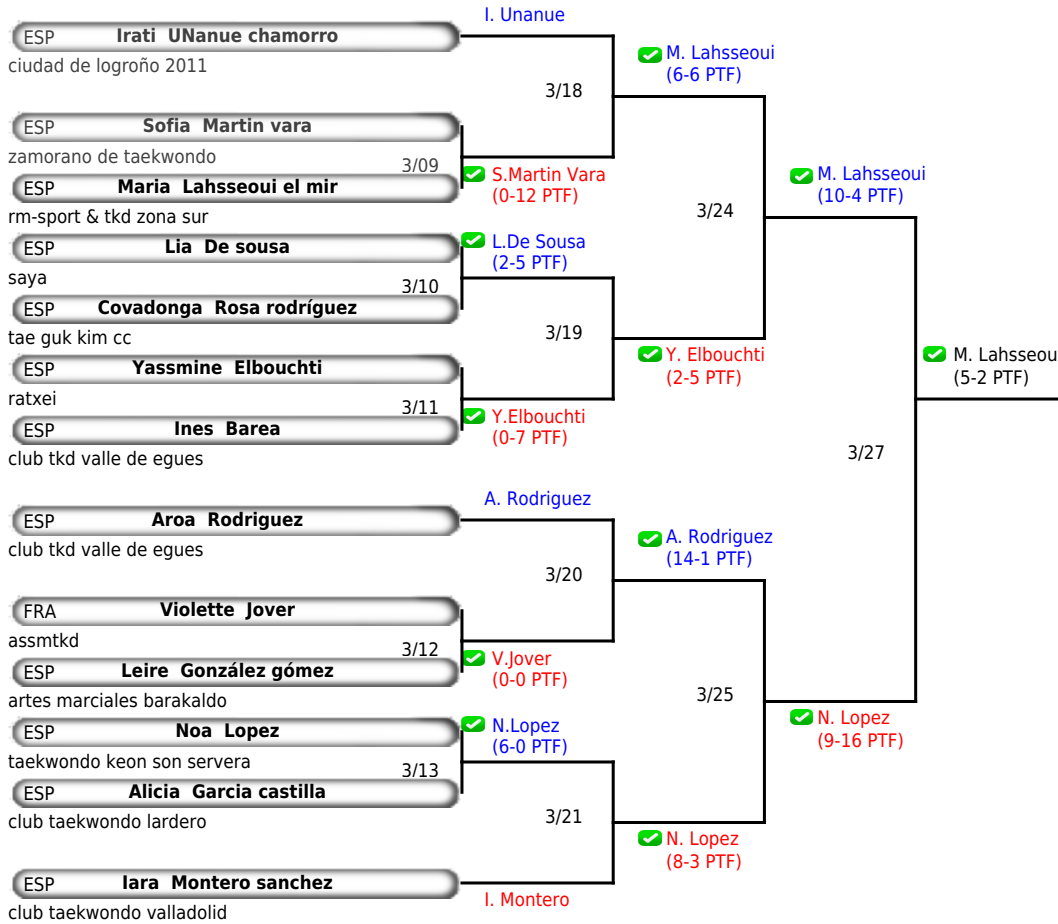 I. Unanue
ESP Irati UNanue chamorro
ciudad de logroño 2011
M. Lahsseoui
(6-6 PTF)
3/18
ESP Sofia Martin vara
zamorano de taekwondo
3/09
S.Martin Vara
(0-12 PTF)
ESP Maria Lahsseoui el mir
rm-sport & tkd zona sur
M. Lahsseoui
(10-4 PTF)
3/24
ESP Lia De sousa
saya
L.De Sousa
(2-5 PTF)
3/10
ESP Covadonga Rosa rodríguez
tae guk kim cc
3/19
Y. Elbouchti
(2-5 PTF)
M. Lahsseou
(5-2 PTF)
ESP Yassmine Elbouchti
ratxei
3/11
Y.Elbouchti
(0-7 PTF)
ESP Ines Barea
club tkd valle de egues
3/27
A. Rodriguez
ESP Aroa Rodriguez
club tkd valle de egues
A. Rodriguez
(14-1 PTF)
3/20
FRA Violette Jover
assmtkd
3/12
V.Jover
(0-0 PTF)
ESP Leire González gómez
artes marciales barakaldo
3/25
N. Lopez
(9-16 PTF)
ESP Noa Lopez
taekwondo keon son servera
N.Lopez
(6-0 PTF)
3/13
ESP Alicia Garcia castilla
club taekwondo lardero
3/21
N. Lopez
(8-3 PTF)
ESP Iara Montero sanchez
I. Montero
club taekwondo valladolid